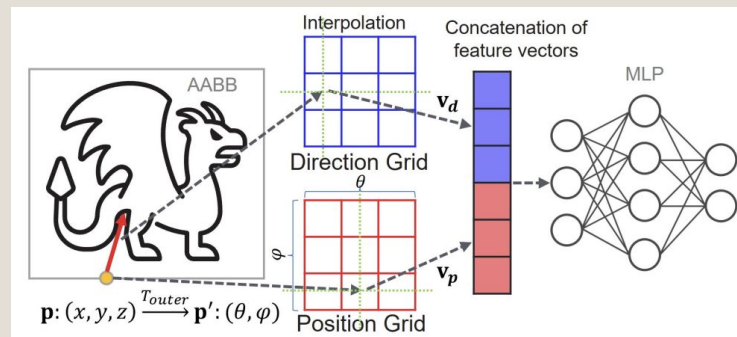 Interpolation
Concatenation of
feature vectors
AABB
MLP
v_d
Direction Grid
θ
φ
v_p
p: (x, y, z) T_outer → p′: (θ, φ)
Position Grid